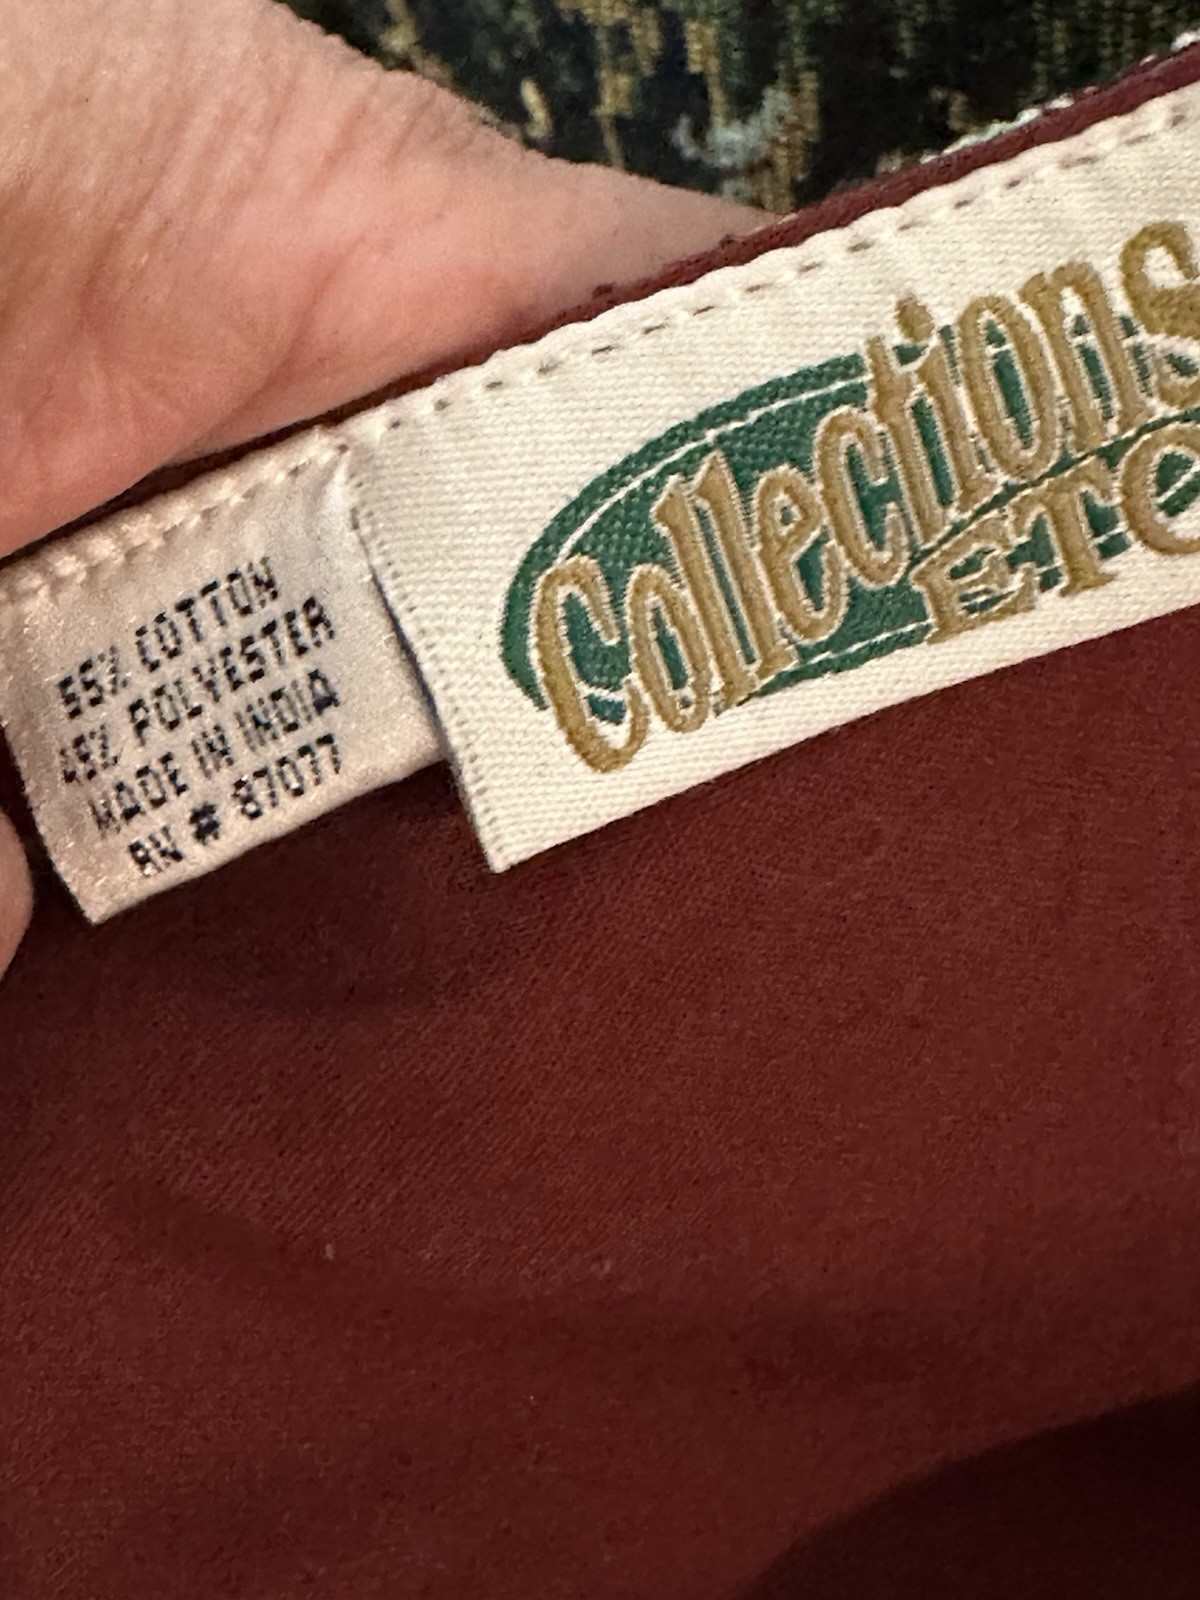 55% COTTON
45% POLYESTER
MADE IN INDIA
RN # 87077
Collections
ETC